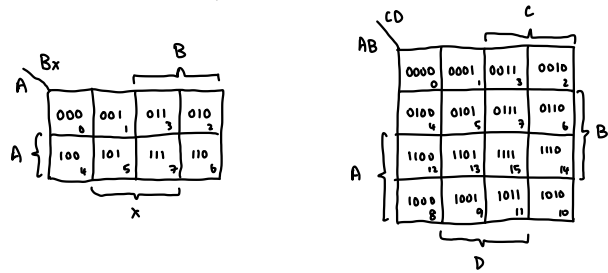 Bx
B
A
000 0
001 1
011 3
010 2
A
100 4
101 5
111 7
110 6
x
C
CD
AB
0000 0
0001 1
0011 3
0010 2
0100 4
0101 5
0111 7
0110 6
B
A
1100 12
1101 13
1111 15
1110 14
1000 8
1001 9
1011 11
1010 10
D